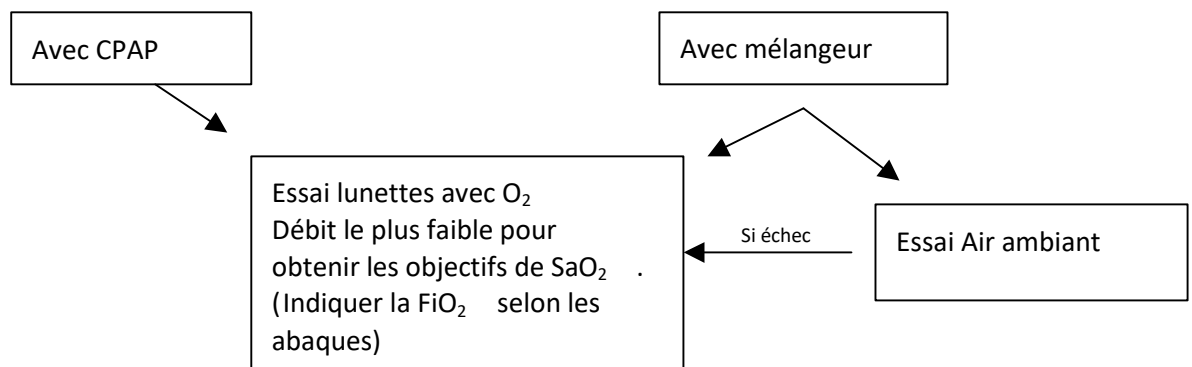 Avec CPAP
Avec mélangeur
Essai lunettes avec O₂
Débit le plus faible pour
obtenir les objectifs de SaO₂ .
(Indiquer la FiO₂ selon les
abaques)
Si échec
Essai Air ambiant